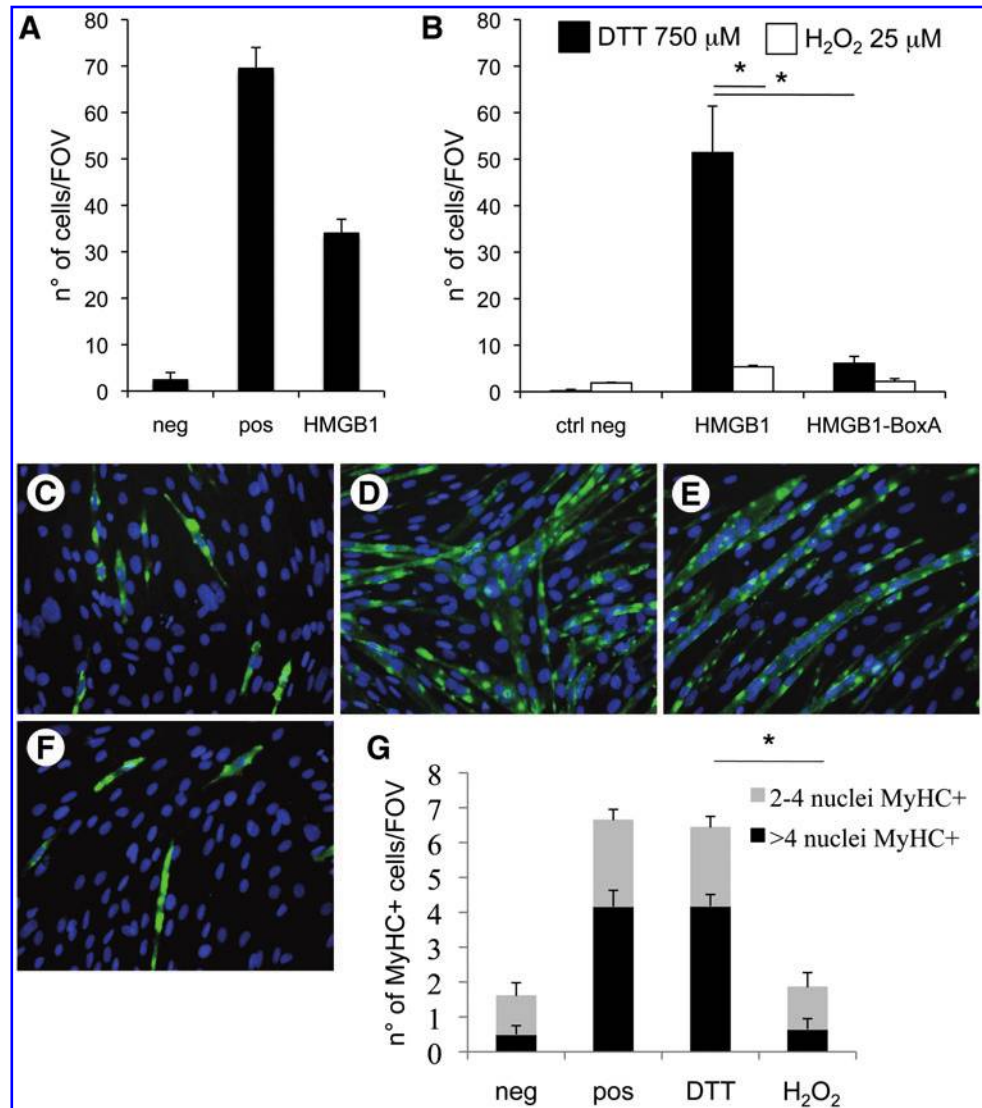 A
n° of cells/FOV
80
70
60
50
40
30
20
10
0
neg pos HMGB1
B
DTT 750 μM H₂O₂ 25 μM
n° of cells/FOV
80
70
60
50
40
30
20
10
0
*
*
ctrl neg HMGB1 HMGB1-BoxA
C
D
E
F
G
n° of MyHC+ cells/FOV
8
7
6
5
4
3
2
1
0
*
2-4 nuclei MyHC+
>4 nuclei MyHC+
neg pos DTT H₂O₂